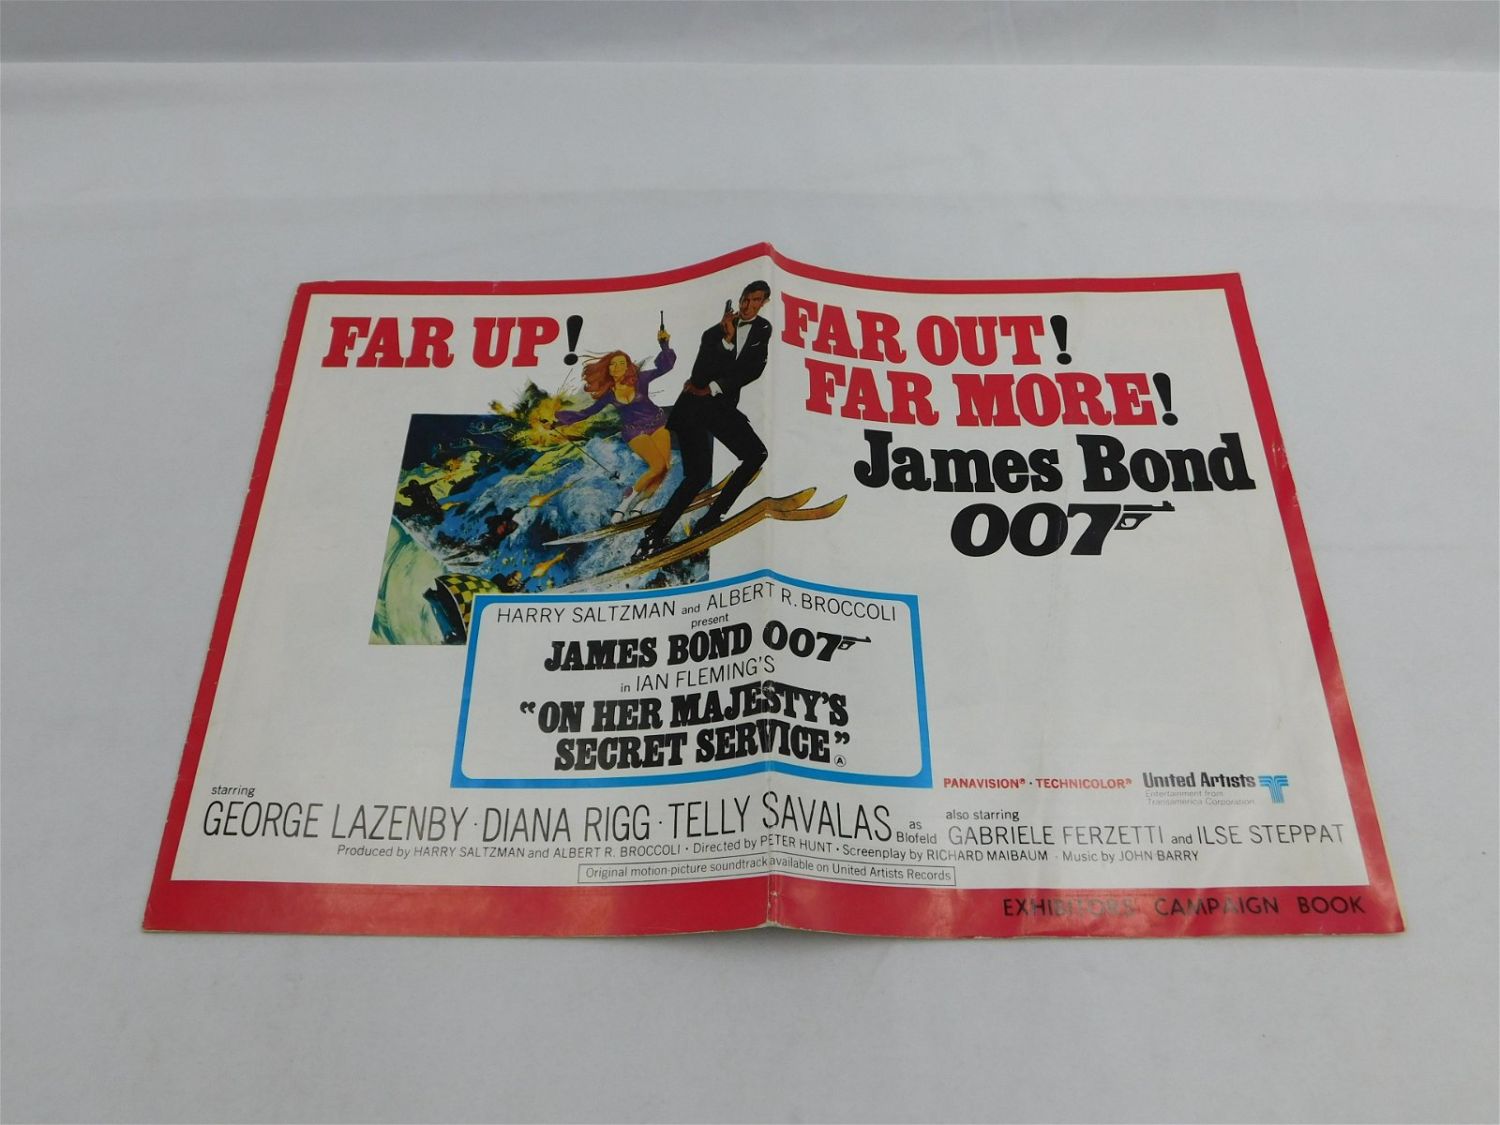 FAR UP!
FAR OUT!
FAR MORE!
James Bond
007
HARRY SALTZMAN and ALBERT R. BROCCOLI
present
JAMES BOND 007
in IAN FLEMING'S
"ON HER MAJESTY'S
SECRET SERVICE"
A
PANAVISION® · TECHNICOLOR®
United Artists
Entertainment from
Transamerica Corporation
starring
GEORGE LAZENBY · DIANA RIGG · TELLY SAVALAS as Blofeld
also starring
GABRIELE FERZETTI and ILSE STEPPAT
Produced by HARRY SALTZMAN and ALBERT R. BROCCOLI · Directed by PETER HUNT · Screenplay by RICHARD MAIBAUM · Music by JOHN BARRY
Original motion-picture soundtrack available on United Artists Records
EXHIBITORS' CAMPAIGN BOOK